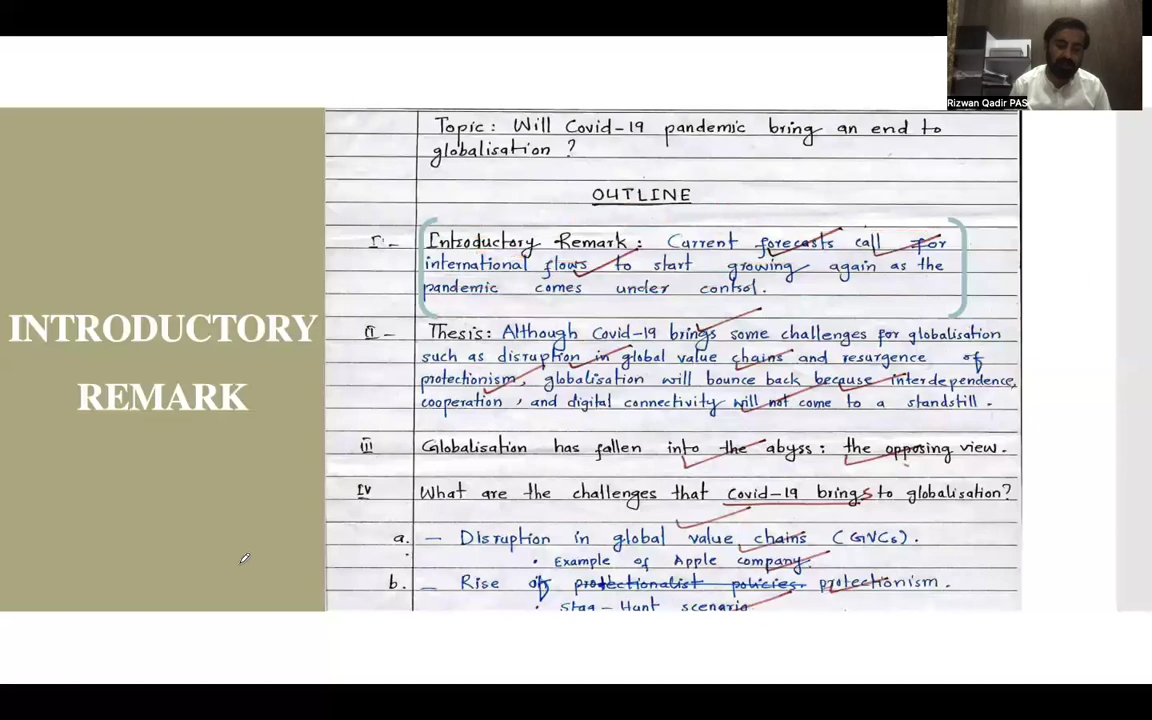 Rizwan Qadir PAS
INTRODUCTORY
REMARK
Topic: Will Covid-19 pandemic bring an end to
globalisation ?
OUTLINE
I - Introductory Remark : Current forecasts call for
international flows to start growing again as the
pandemic comes under control.
II - Thesis: Although Covid-19 brings some challenges for globalisation
such as disruption in global value chains and resurgence of
protectionism, globalisation will bounce back because interdependence,
cooperation, and digital connectivity will not come to a standstill.
III Globalisation has fallen into the abyss: the opposing view.
IV What are the challenges that Covid-19 brings to globalisation?
a. - Disruption in global value chains (GVCs).
• Example of Apple company.
b. - Rise of protectionalist policies protectionism.
• Stag-Hunt scenario